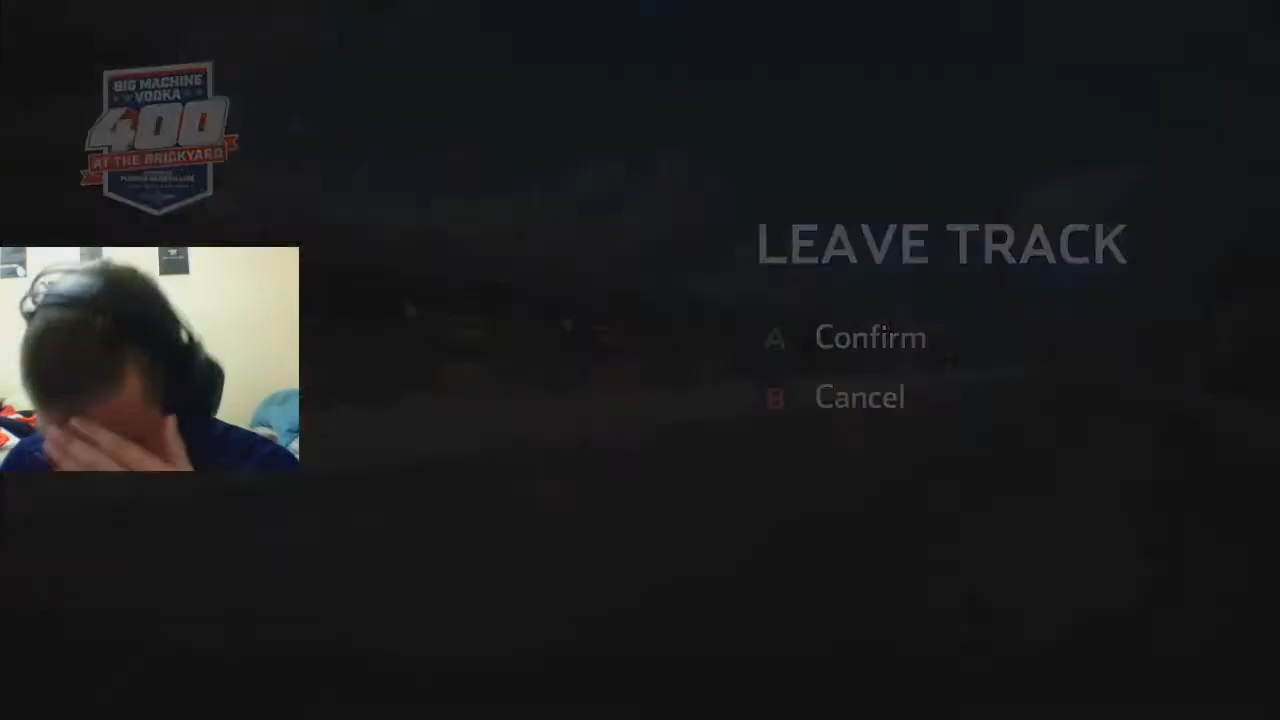 BIG MACHINE
VODKA
400
AT THE BRICKYARD
LEAVE TRACK
A Confirm
B Cancel